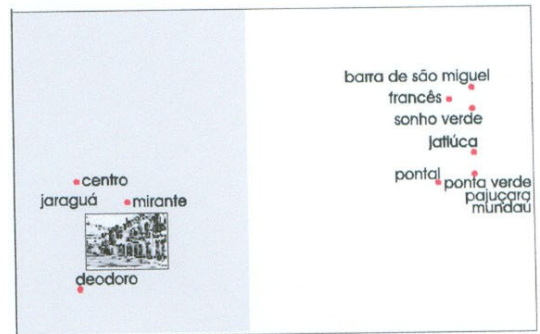 barra de são miguel
francês
sonho verde
jatiúca
pontal
ponta verde
pajuçara
mundaú
centro
jaraguá
mirante
deodoro